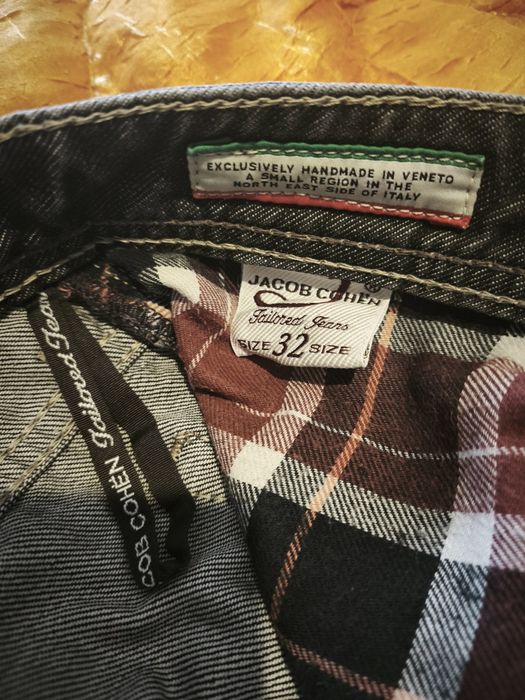 EXCLUSIVELY HANDMADE IN VENETO
A SMALL REGION IN THE
NORTH EAST SIDE OF ITALY
JACOB COHEN ®
Tailored Jeans
SIZE 32 SIZE
COB COHEN Tailored Jeans